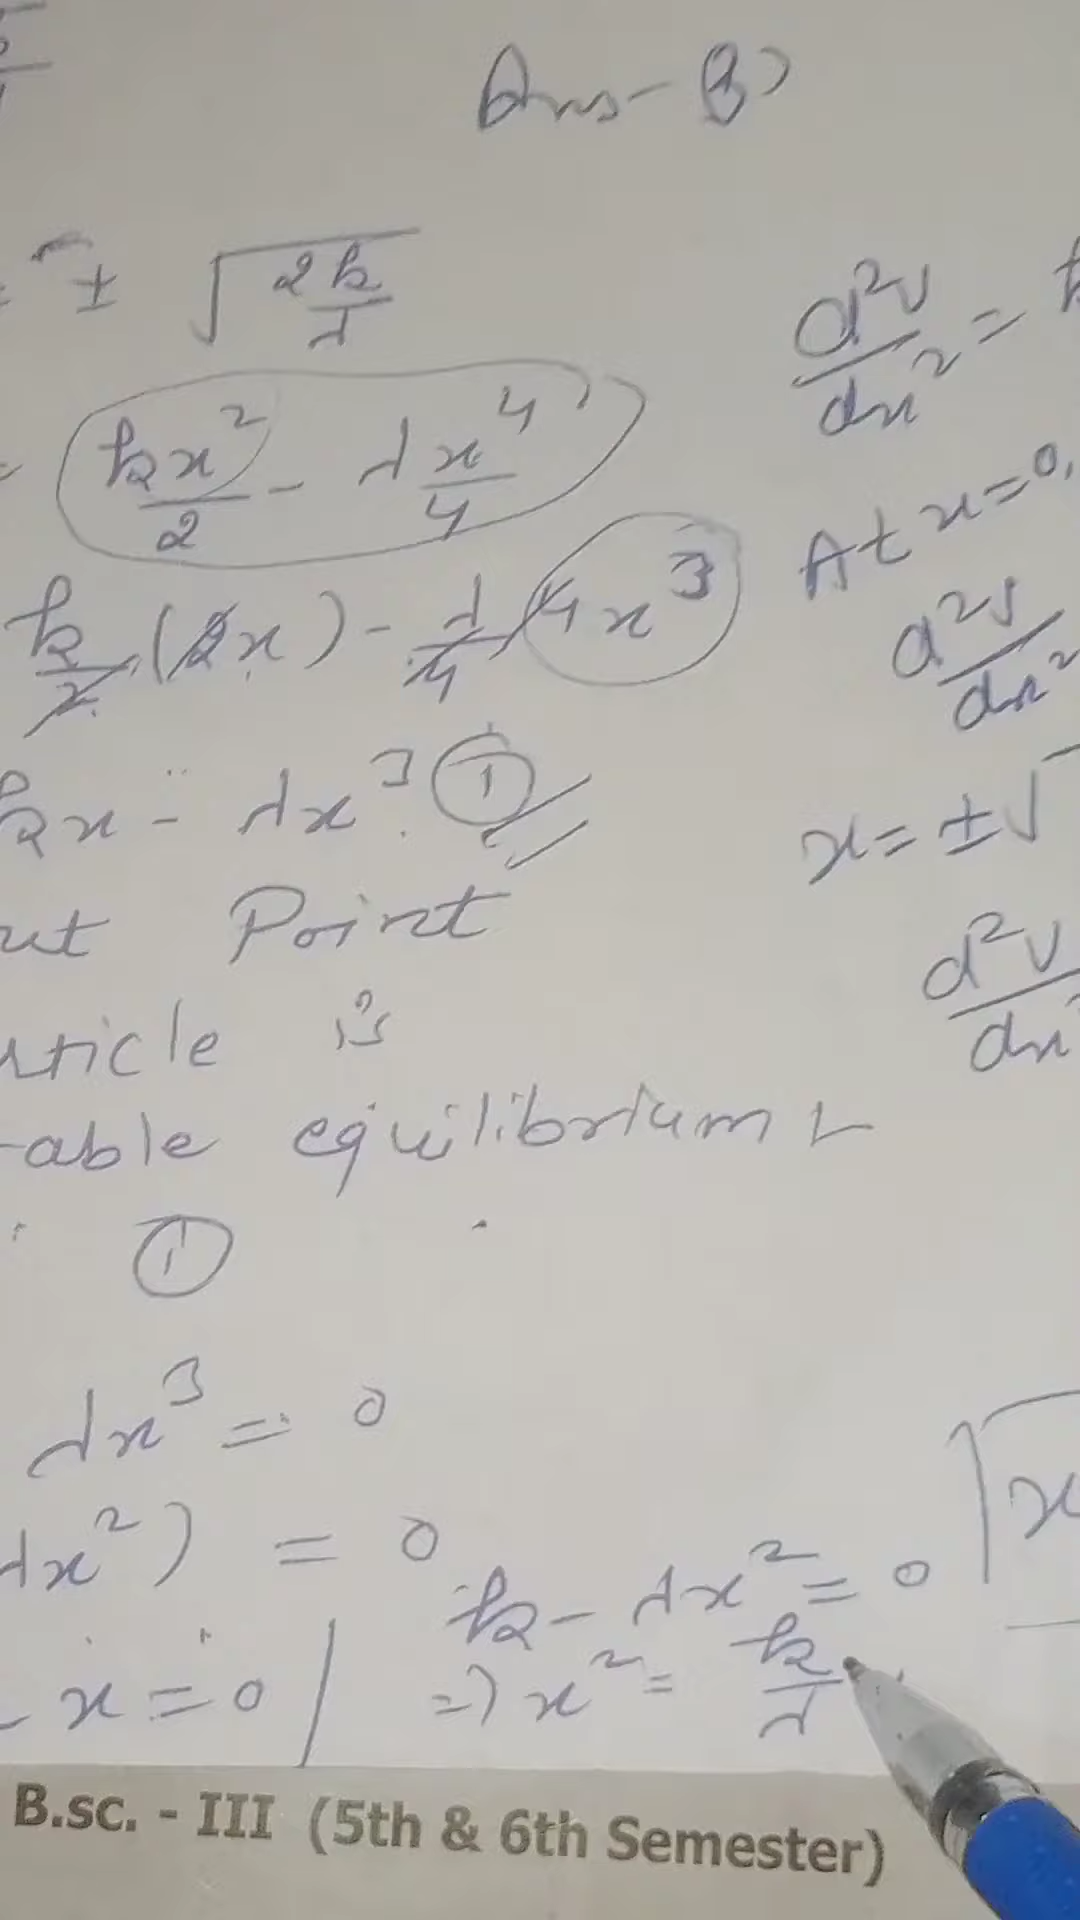 Ans - B)
= ± √2k/λ
= kx²/2 - λx⁴/4
k/2 (2x) - λ/4 4x³
kx - λx³ ①
Point
is
equilibrium
①
λx³ = 0
λx²) = 0
x = 0
k - λx² = 0
⇒ x² = k/λ
d²V/dx² = k
At x = 0,
d²V/dx²
x = ± √
d²V/dx
x
B.sc. - III (5th & 6th Semester)